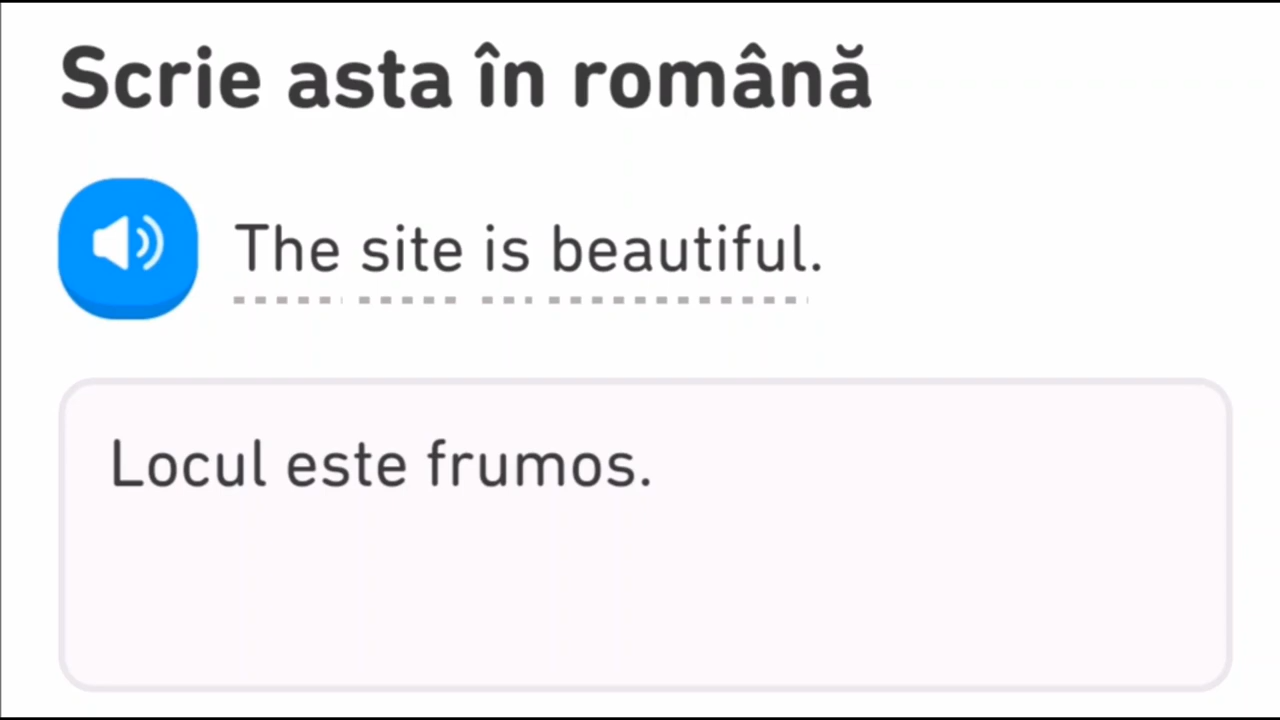 Scrie asta în română
The site is beautiful.
Locul este frumos.